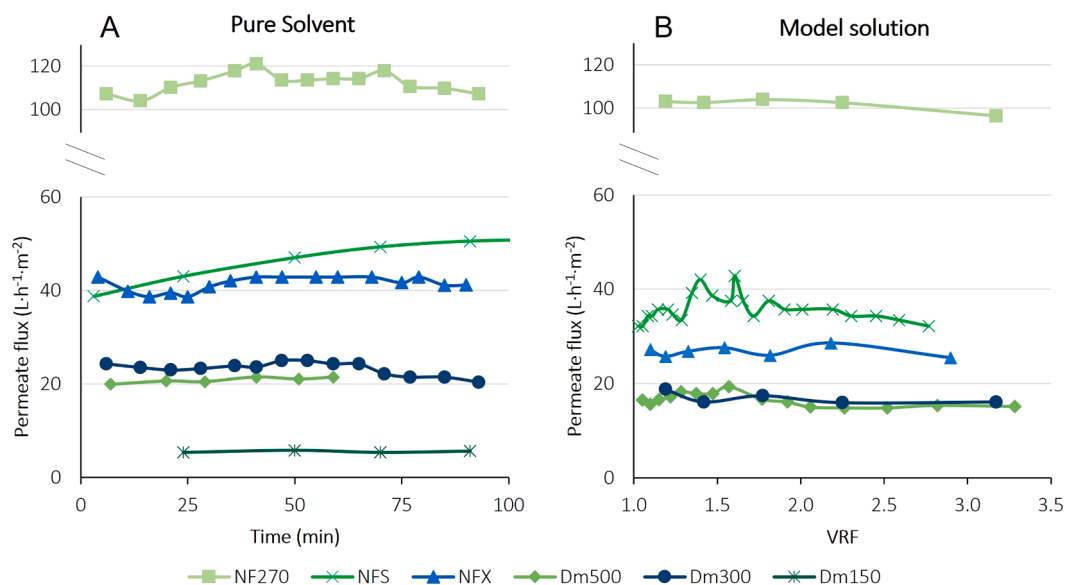 A Pure Solvent
B Model solution
120
100
60
40
20
0
Permeate flux (L·h-1·m-2)
0 25 50 75 100
Time (min)
120
100
60
40
20
0
Permeate flux (L·h-1·m-2)
1.0 1.5 2.0 2.5 3.0 3.5
VRF
NF270 NFS NFX Dm500 Dm300 Dm150